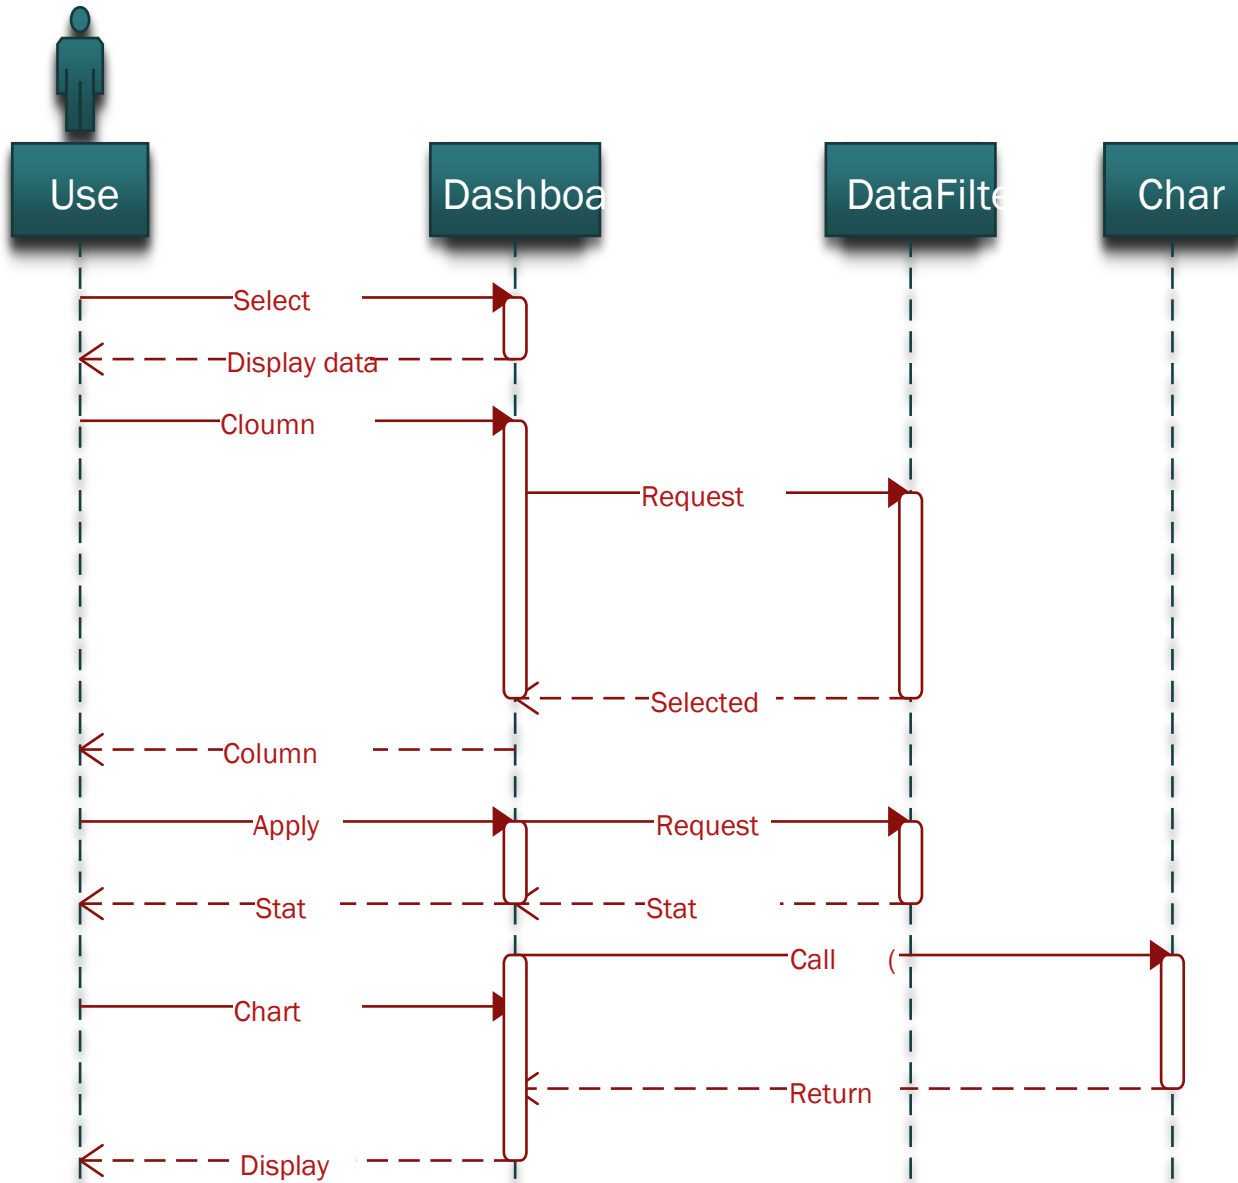 Use
Dashboa
DataFilte
Char
Select
Display data
Cloumn
Request
Selected
Column
Apply
Request
Stat
Stat
Call (
Chart
Return
Display